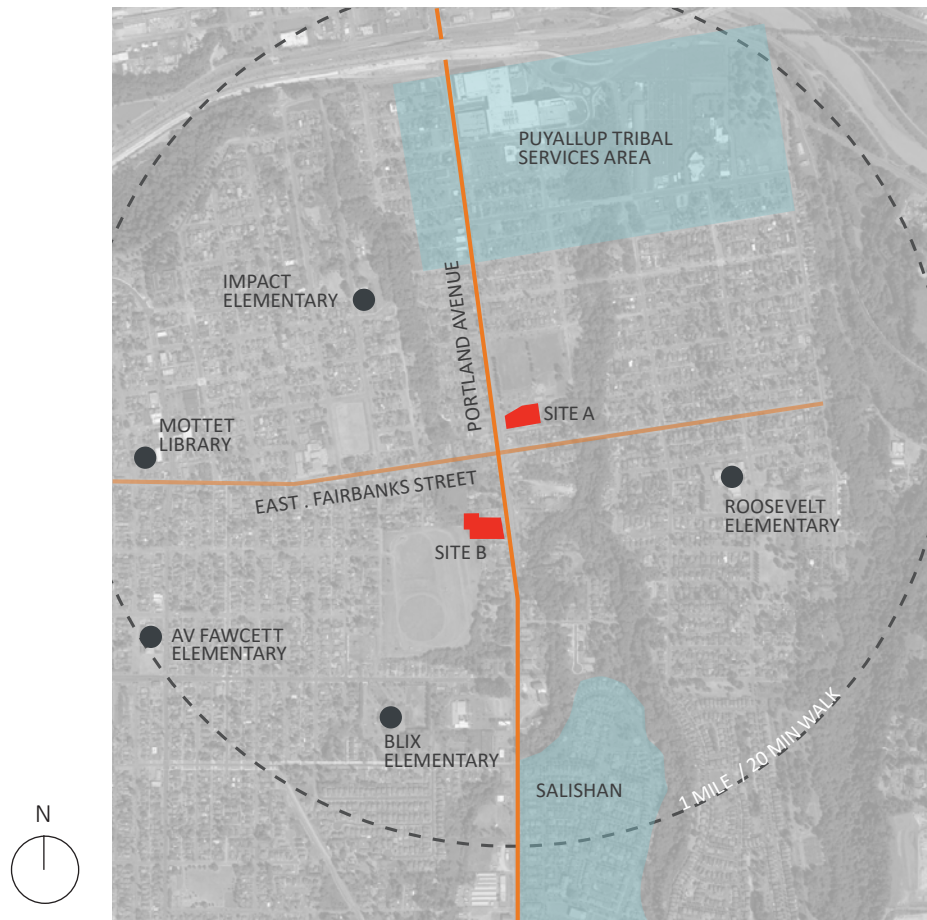 PUYALLUP TRIBAL
SERVICES AREA
IMPACT
ELEMENTARY
PORTLAND AVENUE
SITE A
MOTTET
LIBRARY
EAST . FAIRBANKS STREET
ROOSEVELT
ELEMENTARY
SITE B
AV FAWCETT
ELEMENTARY
BLIX
ELEMENTARY
SALISHAN
1 MILE / 20 MIN WALK
N